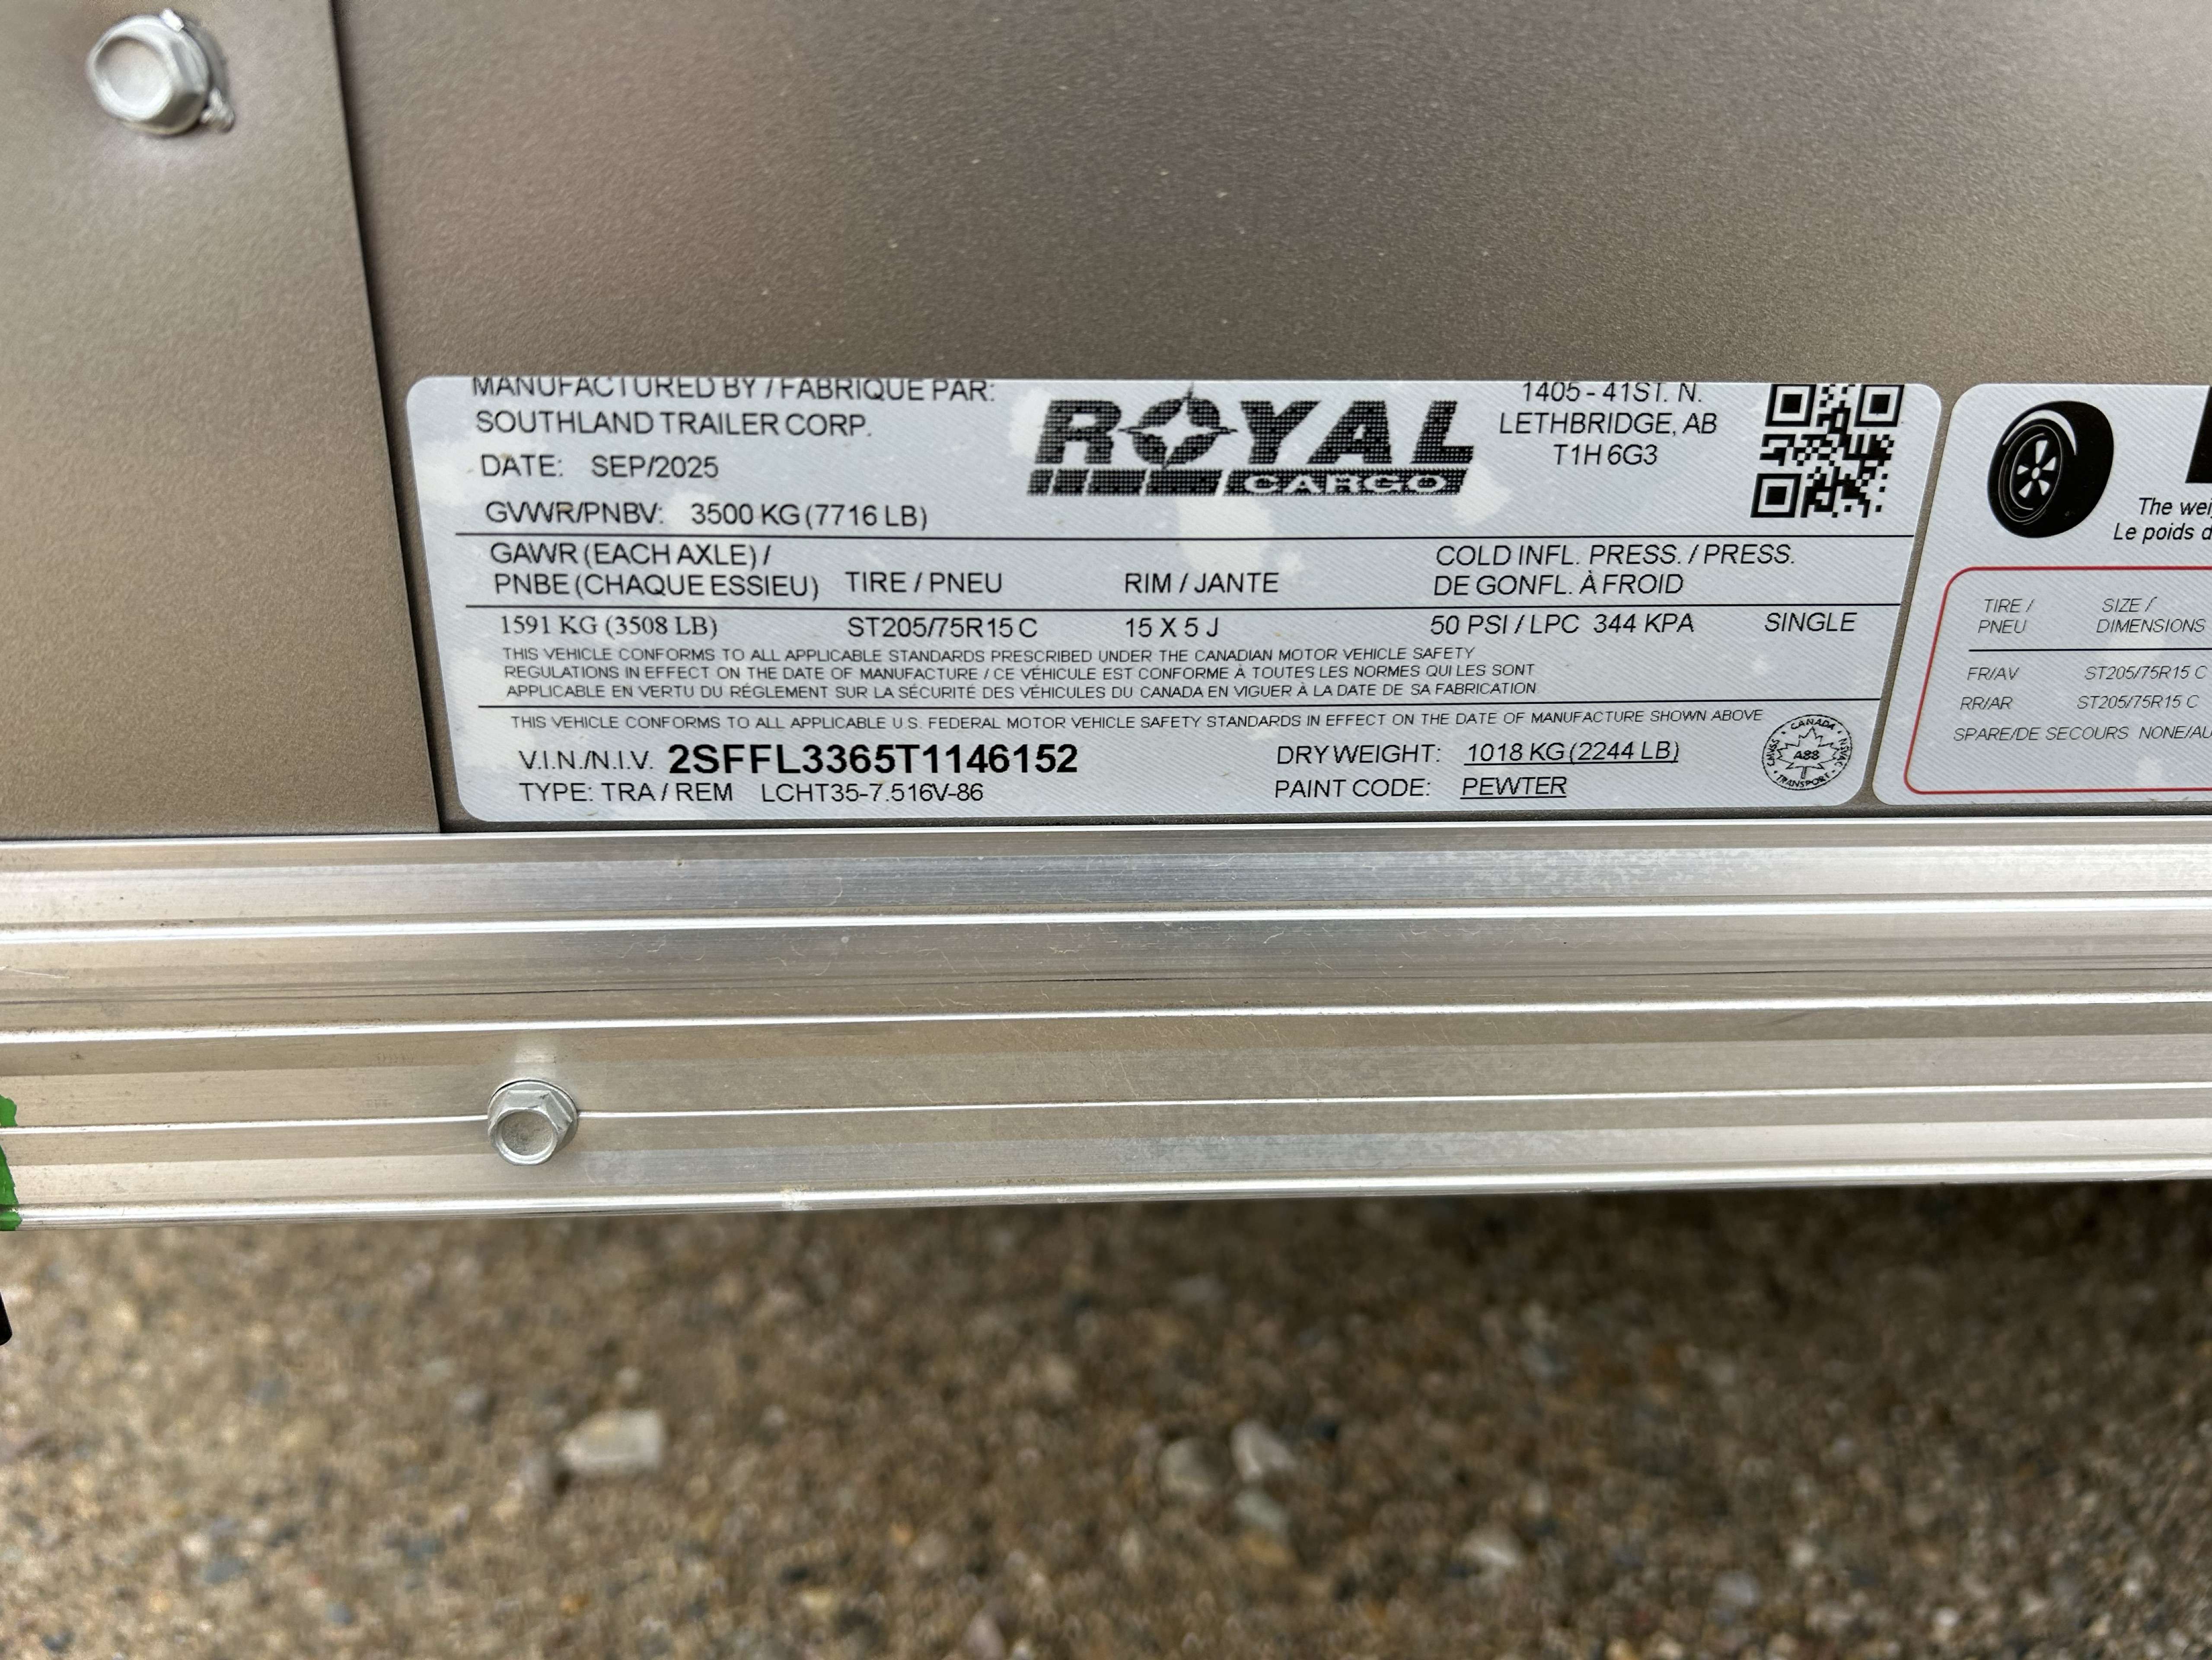 MANUFACTURED BY / FABRIQUE PAR:
SOUTHLAND TRAILER CORP.
DATE: SEP/2025
GVWR/PNBV: 3500 KG (7716 LB)
ROYAL
CARGO
1405 - 41ST. N.
LETHBRIDGE, AB
T1H 6G3
GAWR (EACH AXLE) /
PNBE (CHAQUE ESSIEU) TIRE / PNEU RIM / JANTE
COLD INFL. PRESS. / PRESS.
DE GONFL. À FROID
1591 KG (3508 LB) ST205/75R15 C 15 X 5 J 50 PSI / LPC 344 KPA SINGLE
THIS VEHICLE CONFORMS TO ALL APPLICABLE STANDARDS PRESCRIBED UNDER THE CANADIAN MOTOR VEHICLE SAFETY
REGULATIONS IN EFFECT ON THE DATE OF MANUFACTURE / CE VÉHICULE EST CONFORME À TOUTES LES NORMES QUI LES SONT
APPLICABLE EN VERTU DU RÉGLEMENT SUR LA SÉCURITÉ DES VÉHICULES DU CANADA EN VIGUER À LA DATE DE SA FABRICATION
THIS VEHICLE CONFORMS TO ALL APPLICABLE U.S. FEDERAL MOTOR VEHICLE SAFETY STANDARDS IN EFFECT ON THE DATE OF MANUFACTURE SHOWN ABOVE
V.I.N./N.I.V. 2SFFL3365T1146152 DRY WEIGHT: 1018 KG (2244 LB)
TYPE: TRA / REM LCHT35-7.516V-86 PAINT CODE: PEWTER
CANADA
A88
TRANSPORT
The
Le poids
TIRE / SIZE /
PNEU DIMENSIONS
FR/AV ST205/75R15 C
RR/AR ST205/75R15 C
SPARE/DE SECOURS NONE/AU